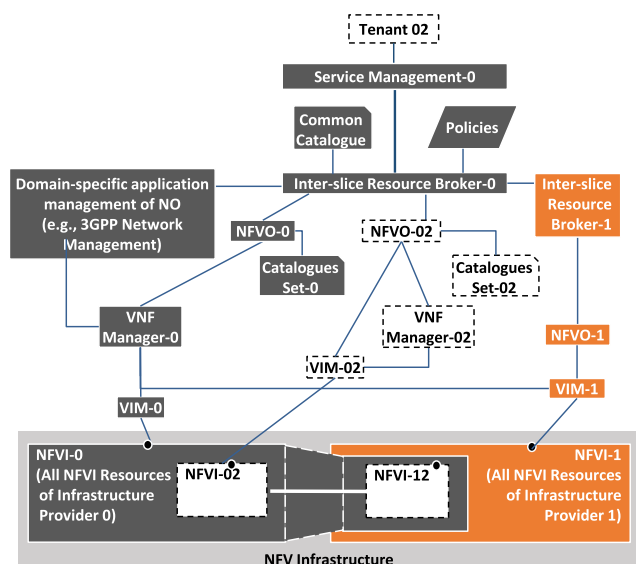 Tenant 02
Service Management-0
Common
Catalogue
Policies
Domain-specific application
management of NO
(e.g., 3GPP Network
Management)
Inter-slice Resource Broker-0
Inter-slice
Resource
Broker-1
NFVO-0
NFVO-02
Catalogues
Set-0
Catalogues
Set-02
VNF
Manager-0
VNF
Manager-02
NFVO-1
VIM-02
VIM-0
VIM-1
NFVI-0
(All NFVI Resources
of Infrastructure
Provider 0)
NFVI-02
NFVI-12
NFVI-1
(All NFVI Resources
of Infrastructure
Provider 1)
NFV Infrastructure